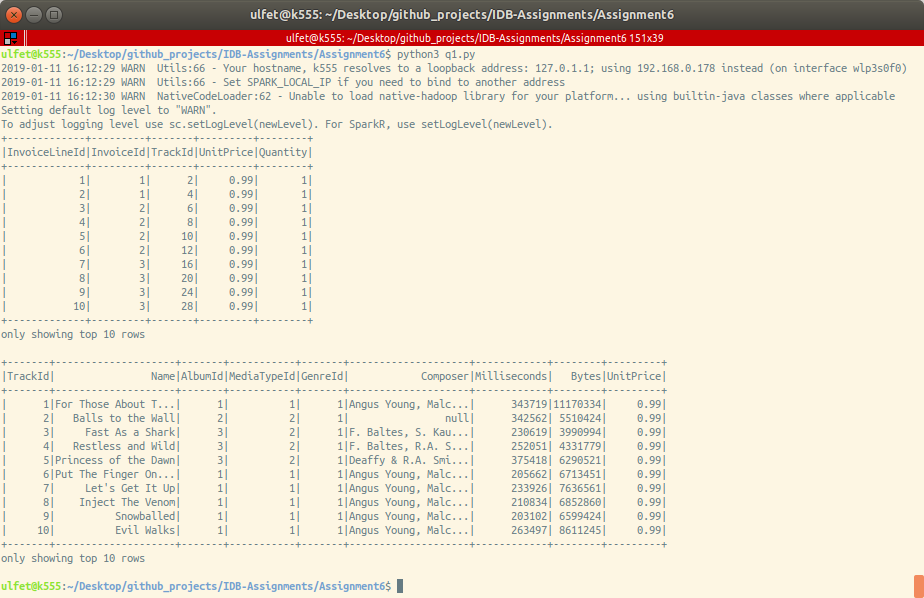 ulfet@k555: ~/Desktop/github_projects/IDB-Assignments/Assignment6
ulfet@k555: ~/Desktop/github_projects/IDB-Assignments/Assignment6 151x39
ulfet@k555:~/Desktop/github_projects/IDB-Assignments/Assignment6$ python3 q1.py
2019-01-11 16:12:29 WARN  Utils:66 - Your hostname, k555 resolves to a loopback address: 127.0.1.1; using 192.168.0.178 instead (on interface wlp3s0f0)
2019-01-11 16:12:29 WARN  Utils:66 - Set SPARK_LOCAL_IP if you need to bind to another address
2019-01-11 16:12:30 WARN  NativeCodeLoader:62 - Unable to load native-hadoop library for your platform... using builtin-java classes where applicable
Setting default log level to "WARN".
To adjust logging level use sc.setLogLevel(newLevel). For SparkR, use setLogLevel(newLevel).
+-------------+---------+-------+---------+--------+
|InvoiceLineId|InvoiceId|TrackId|UnitPrice|Quantity|
+-------------+---------+-------+---------+--------+
|            1|        1|      2|     0.99|       1|
|            2|        1|      4|     0.99|       1|
|            3|        2|      6|     0.99|       1|
|            4|        2|      8|     0.99|       1|
|            5|        2|     10|     0.99|       1|
|            6|        2|     12|     0.99|       1|
|            7|        3|     16|     0.99|       1|
|            8|        3|     20|     0.99|       1|
|            9|        3|     24|     0.99|       1|
|           10|        3|     28|     0.99|       1|
+-------------+---------+-------+---------+--------+
only showing top 10 rows
+-------+--------------------+-------+-----------+-------+--------------------+------------+--------+---------+
|TrackId|                Name|AlbumId|MediaTypeId|GenreId|            Composer|Milliseconds|   Bytes|UnitPrice|
+-------+--------------------+-------+-----------+-------+--------------------+------------+--------+---------+
|      1|For Those About T...|      1|          1|      1|Angus Young, Malc...|      343719|11170334|     0.99|
|      2|   Balls to the Wall|      2|          2|      1|                null|      342562| 5510424|     0.99|
|      3|     Fast As a Shark|      3|          2|      1|F. Baltes, S. Kau...|      230619| 3990994|     0.99|
|      4|   Restless and Wild|      3|          2|      1|F. Baltes, R.A. S...|      252051| 4331779|     0.99|
|      5|Princess of the Dawn|      3|          2|      1|Deaffy & R.A. Smi...|      375418| 6290521|     0.99|
|      6|Put The Finger On...|      1|          1|      1|Angus Young, Malc...|      205662| 6713451|     0.99|
|      7|     Let's Get It Up|      1|          1|      1|Angus Young, Malc...|      233926| 7636561|     0.99|
|      8|    Inject The Venom|      1|          1|      1|Angus Young, Malc...|      210834| 6852860|     0.99|
|      9|          Snowballed|      1|          1|      1|Angus Young, Malc...|      203102| 6599424|     0.99|
|     10|          Evil Walks|      1|          1|      1|Angus Young, Malc...|      263497| 8611245|     0.99|
+-------+--------------------+-------+-----------+-------+--------------------+------------+--------+---------+
only showing top 10 rows
ulfet@k555:~/Desktop/github_projects/IDB-Assignments/Assignment6$